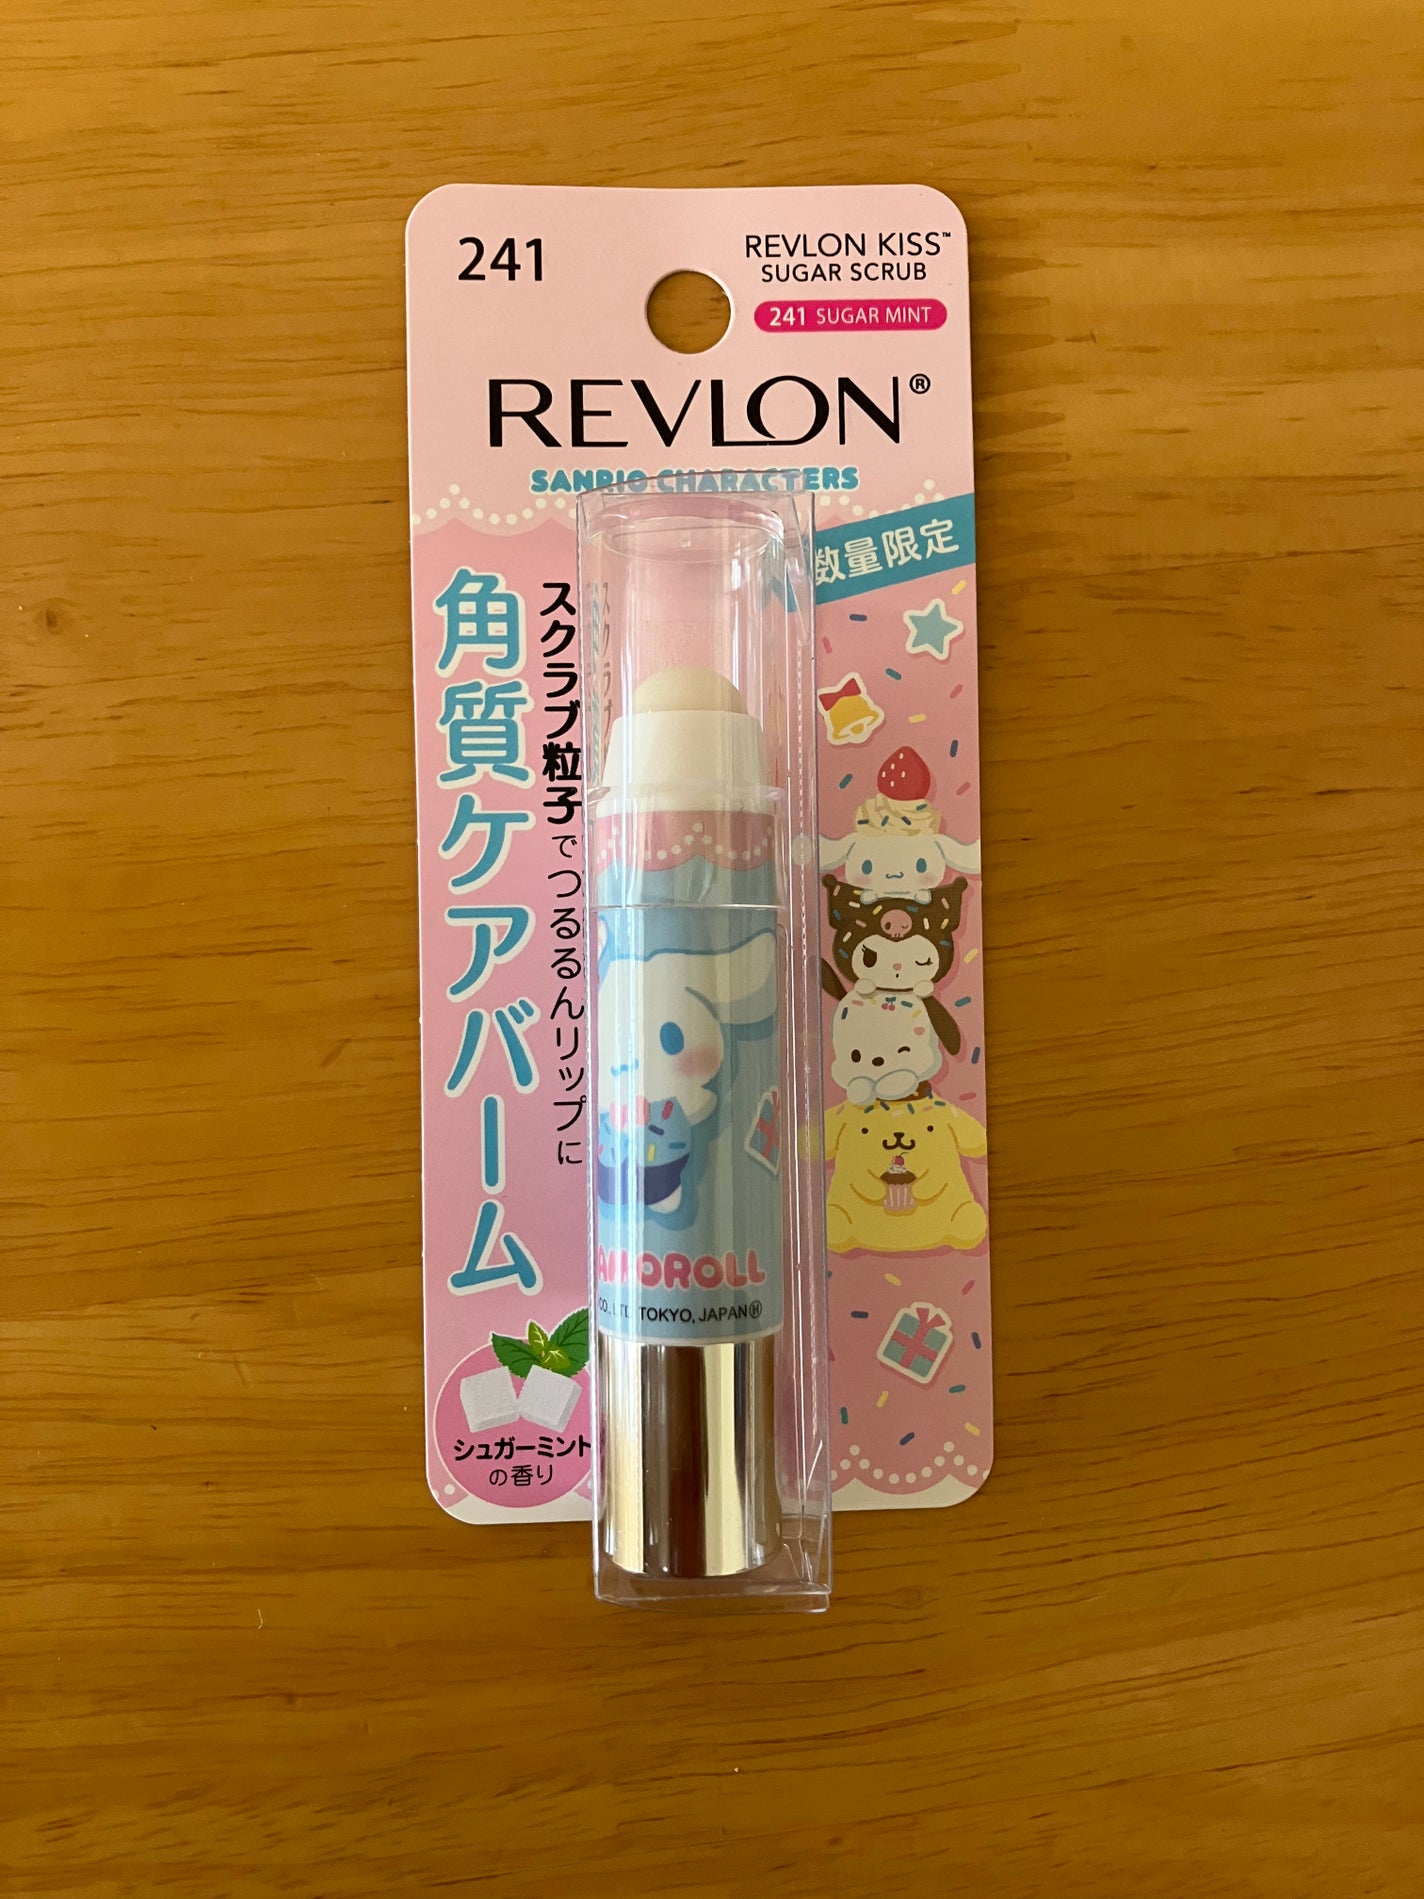 241
REVLON KISS™
SUGAR SCRUB
241 SUGAR MINT
REVLON®
SANRIO CHARACTERS
数量限定
スクラブ粒子でつるるんリップに
角質ケアバーム
シュガーミント
の香り
TOKYO, JAPAN Ⓗ